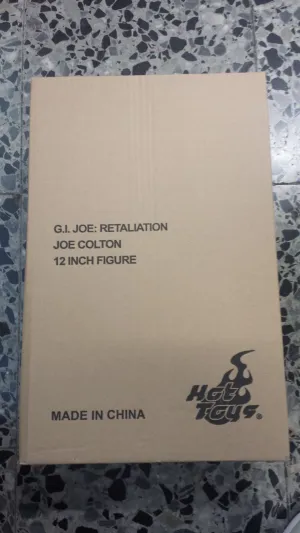 G.I. JOE: RETALIATION
JOE COLTON
12 INCH FIGURE
Hot
Toys®
MADE IN CHINA